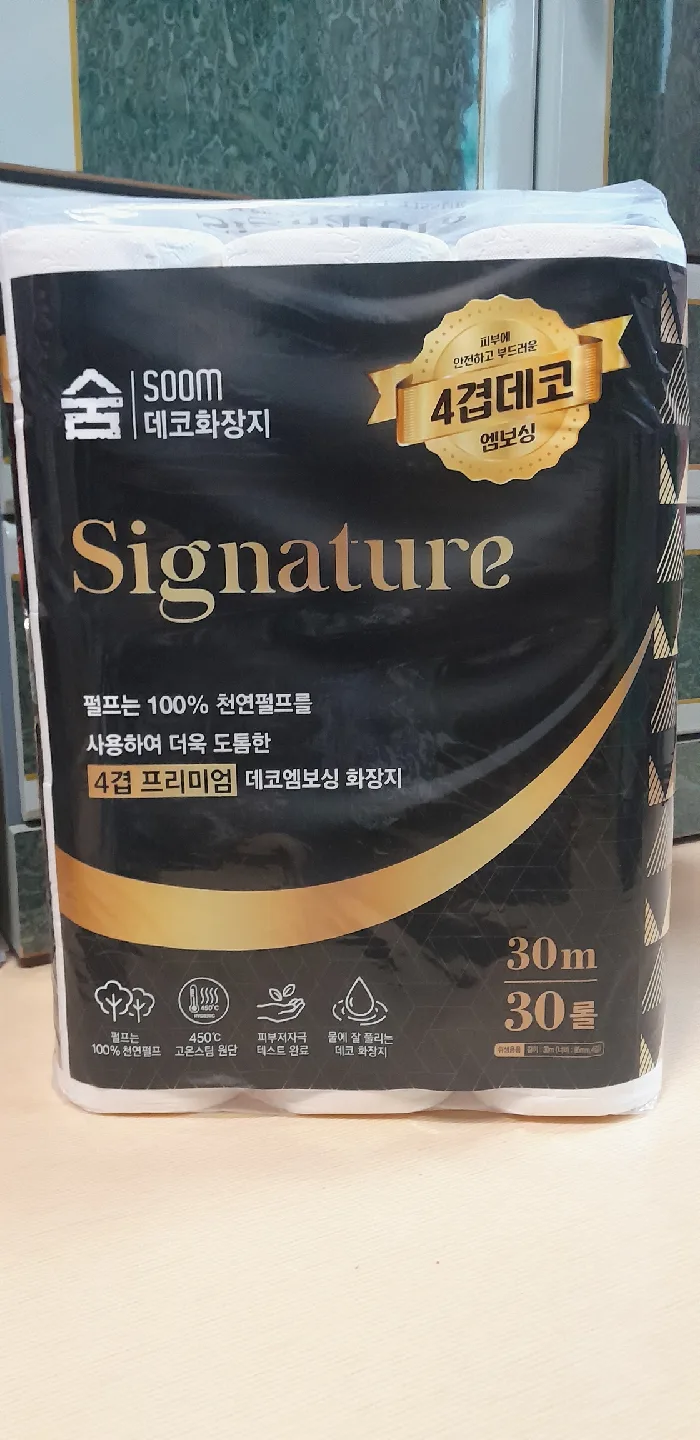 피부에
안전하고 부드러운
4겹데코
엠보싱
숨
SOOM
데코화장지
Signature
펄프는 100% 천연펄프를
사용하여 더욱 도톰한
4겹 프리미엄 데코엠보싱 화장지
30m
30롤
펄프는
100% 천연펄프
450℃
450℃
고온스팀 원단
피부저자극
테스트 완료
물에 잘 풀리는
데코 화장지